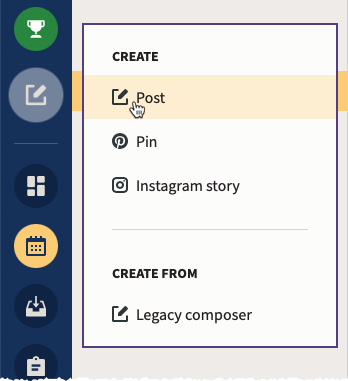 CREATE
Post
Pin
Instagram story
CREATE FROM
Legacy composer